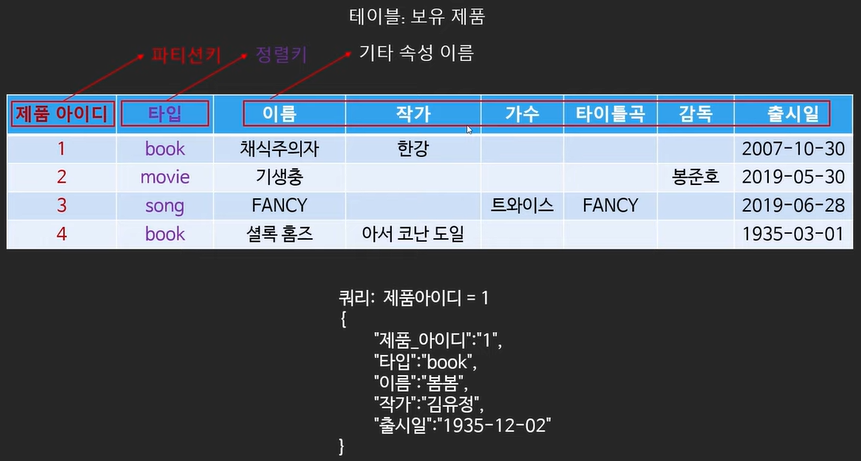 테이블: 보유 제품
파티션키 정렬키 기타 속성 이름
제품 아이디 타입 이름 작가 가수 타이틀곡 감독 출시일
1 book 채식주의자 한강 2007-10-30
2 movie 기생충 봉준호 2019-05-30
3 song FANCY 트와이스 FANCY 2019-06-28
4 book 셜록 홈즈 아서 코난 도일 1935-03-01
쿼리: 제품아이디 = 1
{
"제품_아이디":"1",
"타입":"book",
"이름":"봄봄",
"작가":"김유정",
"출시일":"1935-12-02"
}